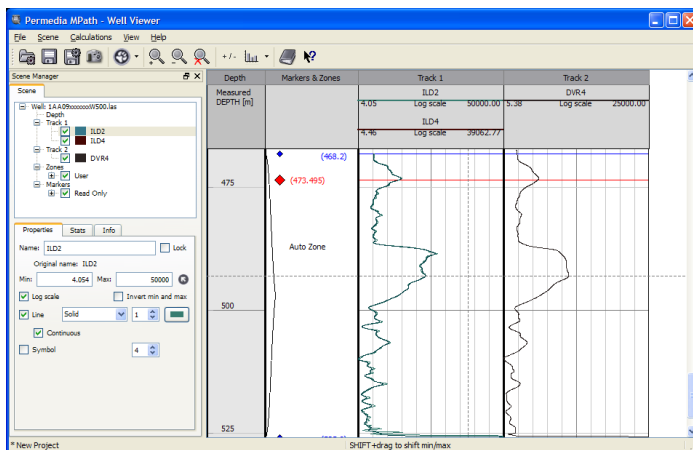 Permedia MPath - Well Viewer
File Scene Calculations View Help
+/-
Scene Manager
Scene
Well: 1AA09xxxxxxW500.las
Depth
Track 1
ILD2
ILD4
Track 2
DVR4
Zones
User
Markers
Read Only
Properties Stats Info
Name: ILD2 Lock
Original name: ILD2
Min: 4.054 Max: 50000
Log scale Invert min and max
Line Solid 1
Continuous
Symbol 4
Depth Markers & Zones Track 1 Track 2
Measured DEPTH [m]
ILD2
4.05 Log scale 50000.00
ILD4
4.46 Log scale 39062.77
DVR4
5.38 Log scale 25000.00
(468.2)
475 (473.495)
Auto Zone
500
525
* New Project SHIFT+drag to shift min/max